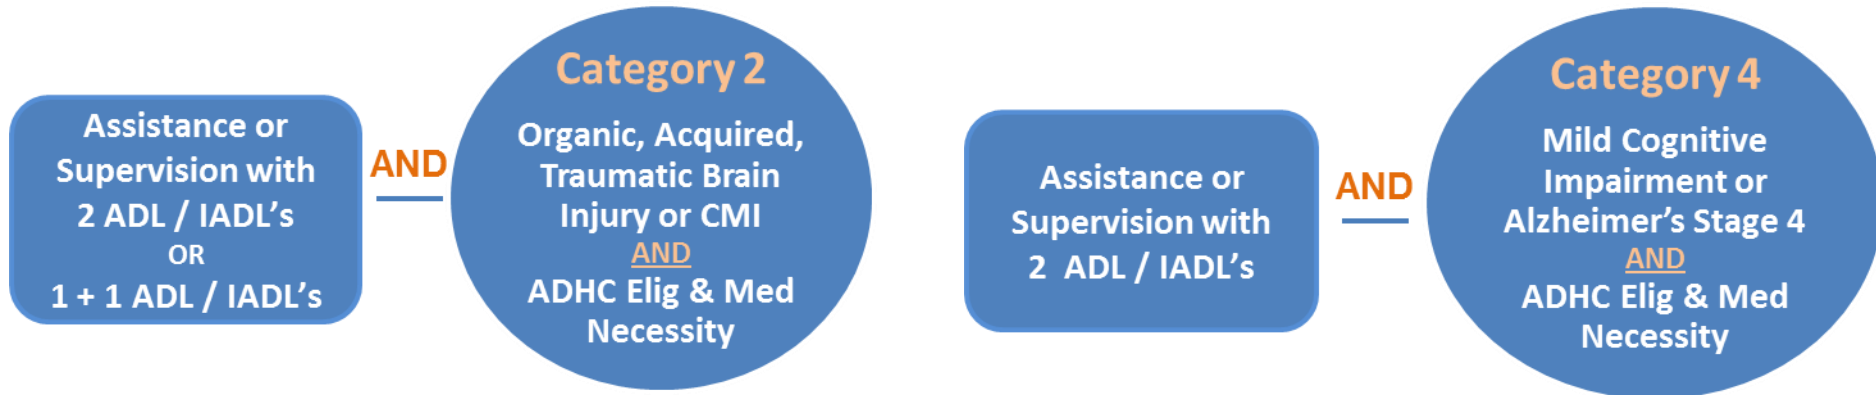 Assistance or
Supervision with
2 ADL / IADL’s
OR
1 + 1 ADL / IADL’s
AND
Category 2
Organic, Acquired,
Traumatic Brain
Injury or CMI
AND
ADHC Elig & Med
Necessity
Assistance or
Supervision with
2 ADL / IADL’s
AND
Category 4
Mild Cognitive
Impairment or
Alzheimer’s Stage 4
AND
ADHC Elig & Med
Necessity